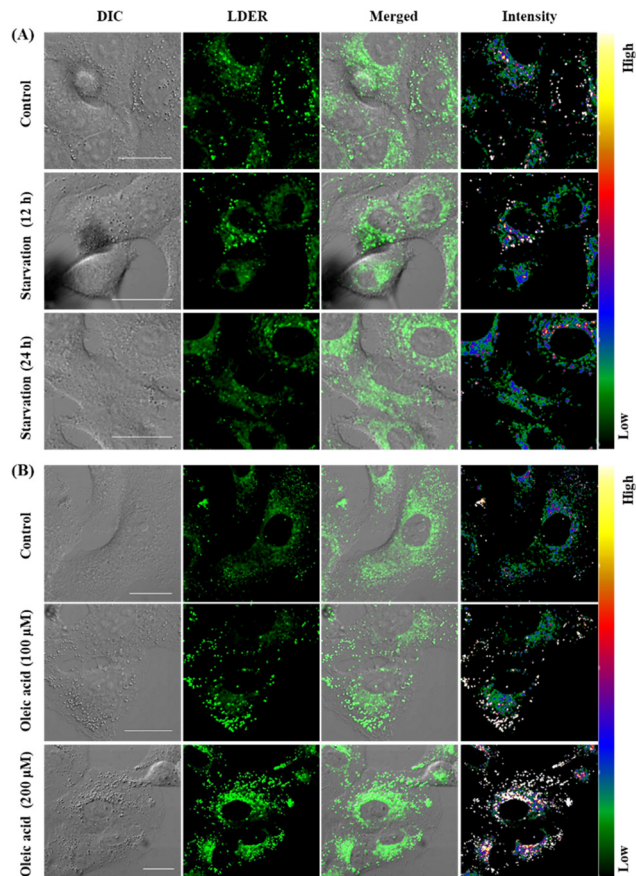 DIC LDER Merged Intensity
(A)
Control
Starvation (12 h)
Starvation (24 h)
High
Low
(B)
Control
Oleic acid (100 μM)
Oleic acid (200 μM)
High
Low